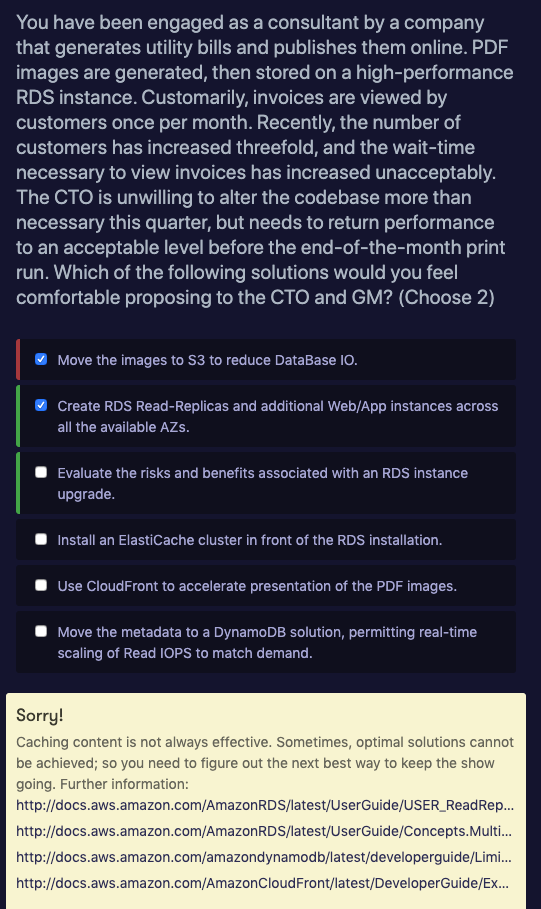 You have been engaged as a consultant by a company
that generates utility bills and publishes them online. PDF
images are generated, then stored on a high-performance
RDS instance. Customarily, invoices are viewed by
customers once per month. Recently, the number of
customers has increased threefold, and the wait-time
necessary to view invoices has increased unacceptably.
The CTO is unwilling to alter the codebase more than
necessary this quarter, but needs to return performance
to an acceptable level before the end-of-the-month print
run. Which of the following solutions would you feel
comfortable proposing to the CTO and GM? (Choose 2)
Move the images to S3 to reduce DataBase IO.
Create RDS Read-Replicas and additional Web/App instances across
all the available AZs.
Evaluate the risks and benefits associated with an RDS instance
upgrade.
Install an ElastiCache cluster in front of the RDS installation.
Use CloudFront to accelerate presentation of the PDF images.
Move the metadata to a DynamoDB solution, permitting real-time
scaling of Read IOPS to match demand.
Sorry!
Caching content is not always effective. Sometimes, optimal solutions cannot
be achieved; so you need to figure out the next best way to keep the show
going. Further information:
http://docs.aws.amazon.com/AmazonRDS/latest/UserGuide/USER_ReadRep...
http://docs.aws.amazon.com/AmazonRDS/latest/UserGuide/Concepts.Multi...
http://docs.aws.amazon.com/amazondynamodb/latest/developerguide/Limi...
http://docs.aws.amazon.com/AmazonCloudFront/latest/DeveloperGuide/Ex...